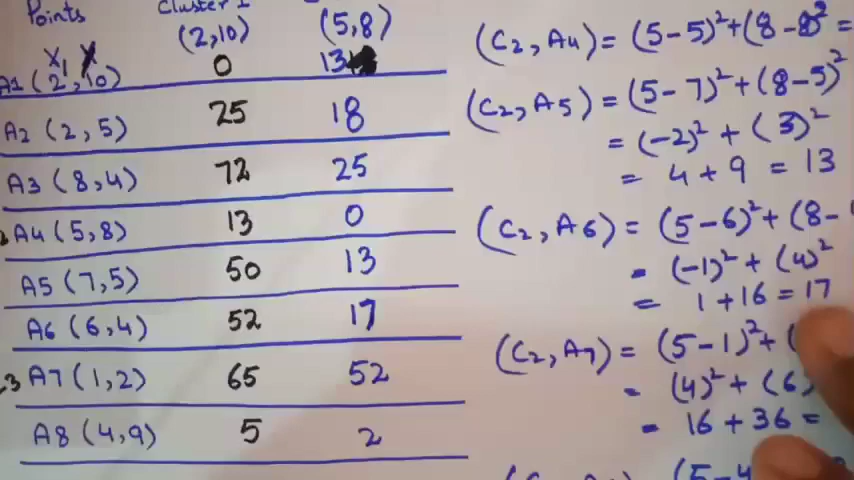 Points Cluster 1
(2,10) (5,8)
X, Y
A1 (2,10) 0 13
A2 (2,5) 25 18
A3 (8,4) 72 25
A4 (5,8) 13 0
A5 (7,5) 50 13
A6 (6,4) 52 17
3 A7 (1,2) 65 52
A8 (4,9) 5 2
(C2, A4) = (5-5)² + (8-8)² =
(C2, A5) = (5-7)² + (8-5)²
= (-2)² + (3)²
= 4 + 9 = 13
(C2, A6) = (5-6)² + (8-
= (-1)² + (4)²
= 1 + 16 = 17
(C2, A7) = (5-1)² + (
= (4)² + (6)
= 16 + 36 =
(5-4